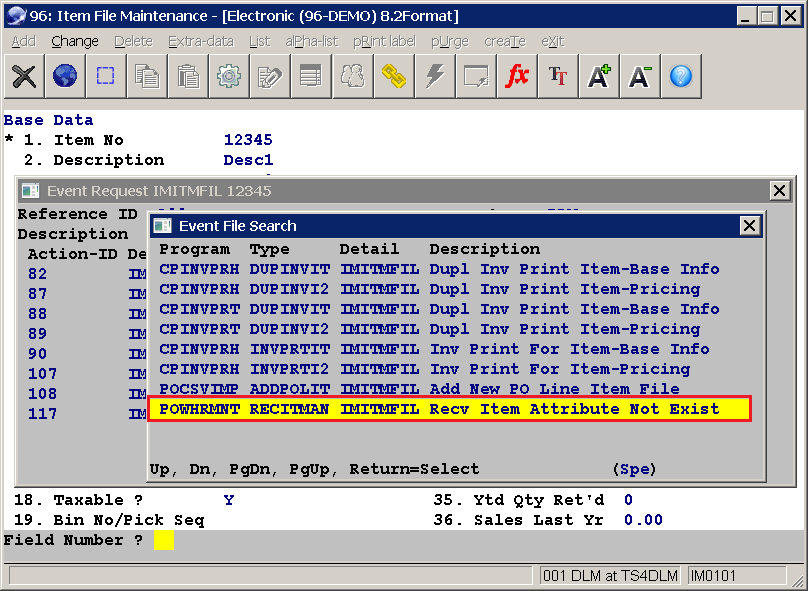 96: Item File Maintenance - [Electronic (96-DEMO) 8.2Format]
Add Change Delete Extra-data List alPha-list pRint label pUrge creaTe eXit
fx TT A+ A- ?
Base Data
* 1. Item No 12345
2. Description Desc1
Event Request IMITMFIL 12345
Reference ID
Description
Action-ID De
82 IM
87 IM
88 IM
89 IM
90 IM
107 IM
108 IM
117 IM
Event File Search
Program Type Detail Description
CPINVPRH DUPINVIT IMITMFIL Dupl Inv Print Item-Base Info
CPINVPRH DUPINVI2 IMITMFIL Dupl Inv Print Item-Pricing
CPINVPRT DUPINVIT IMITMFIL Dupl Inv Print Item-Base Info
CPINVPRT DUPINVI2 IMITMFIL Dupl Inv Print Item-Pricing
CPINVPRH INVPRTIT IMITMFIL Inv Print For Item-Base Info
CPINVPRH INVPRTI2 IMITMFIL Inv Print For Item-Pricing
POCSVIMP ADDPOLIT IMITMFIL Add New PO Line Item File
POWHRMNT RECITMAN IMITMFIL Recv Item Attribute Not Exist
Up, Dn, PgDn, PgUp, Return=Select (Spe)
18. Taxable ? Y 35. Ytd Qty Ret'd 0
19. Bin No/Pick Seq 36. Sales Last Yr 0.00
Field Number ?
001 DLM at TS4DLM IM0101